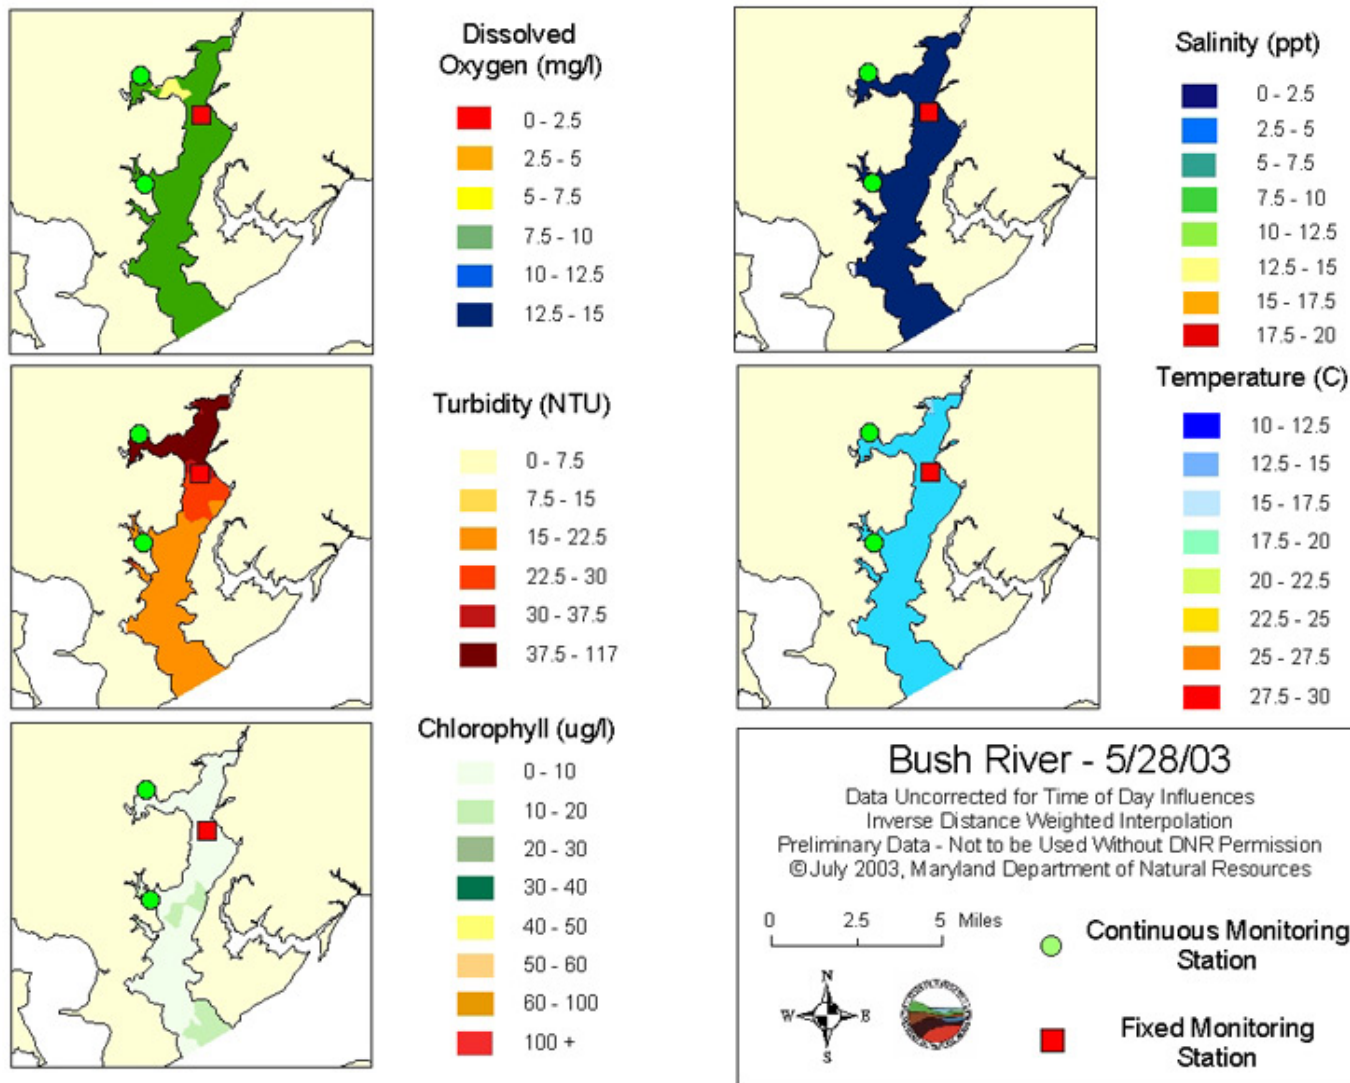 Dissolved
Oxygen (mg/l)
0 - 2.5
2.5 - 5
5 - 7.5
7.5 - 10
10 - 12.5
12.5 - 15
Salinity (ppt)
0 - 2.5
2.5 - 5
5 - 7.5
7.5 - 10
10 - 12.5
12.5 - 15
15 - 17.5
17.5 - 20
Turbidity (NTU)
0 - 7.5
7.5 - 15
15 - 22.5
22.5 - 30
30 - 37.5
37.5 - 117
Temperature (C)
10 - 12.5
12.5 - 15
15 - 17.5
17.5 - 20
20 - 22.5
22.5 - 25
25 - 27.5
27.5 - 30
Chlorophyll (ug/l)
0 - 10
10 - 20
20 - 30
30 - 40
40 - 50
50 - 60
60 - 100
100 +
Bush River - 5/28/03
Data Uncorrected for Time of Day Influences
Inverse Distance Weighted Interpolation
Preliminary Data - Not to be Used Without DNR Permission
© July 2003, Maryland Department of Natural Resources
0 2.5 5 Miles
N
W E
S
Continuous Monitoring
Station
Fixed Monitoring
Station